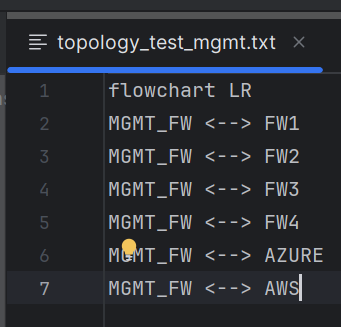 topology_test_mgmt.txt
1 flowchart LR
2 MGMT_FW <--> FW1
3 MGMT_FW <--> FW2
4 MGMT_FW <--> FW3
5 MGMT_FW <--> FW4
6 MGMT_FW <--> AZURE
7 MGMT_FW <--> AWS